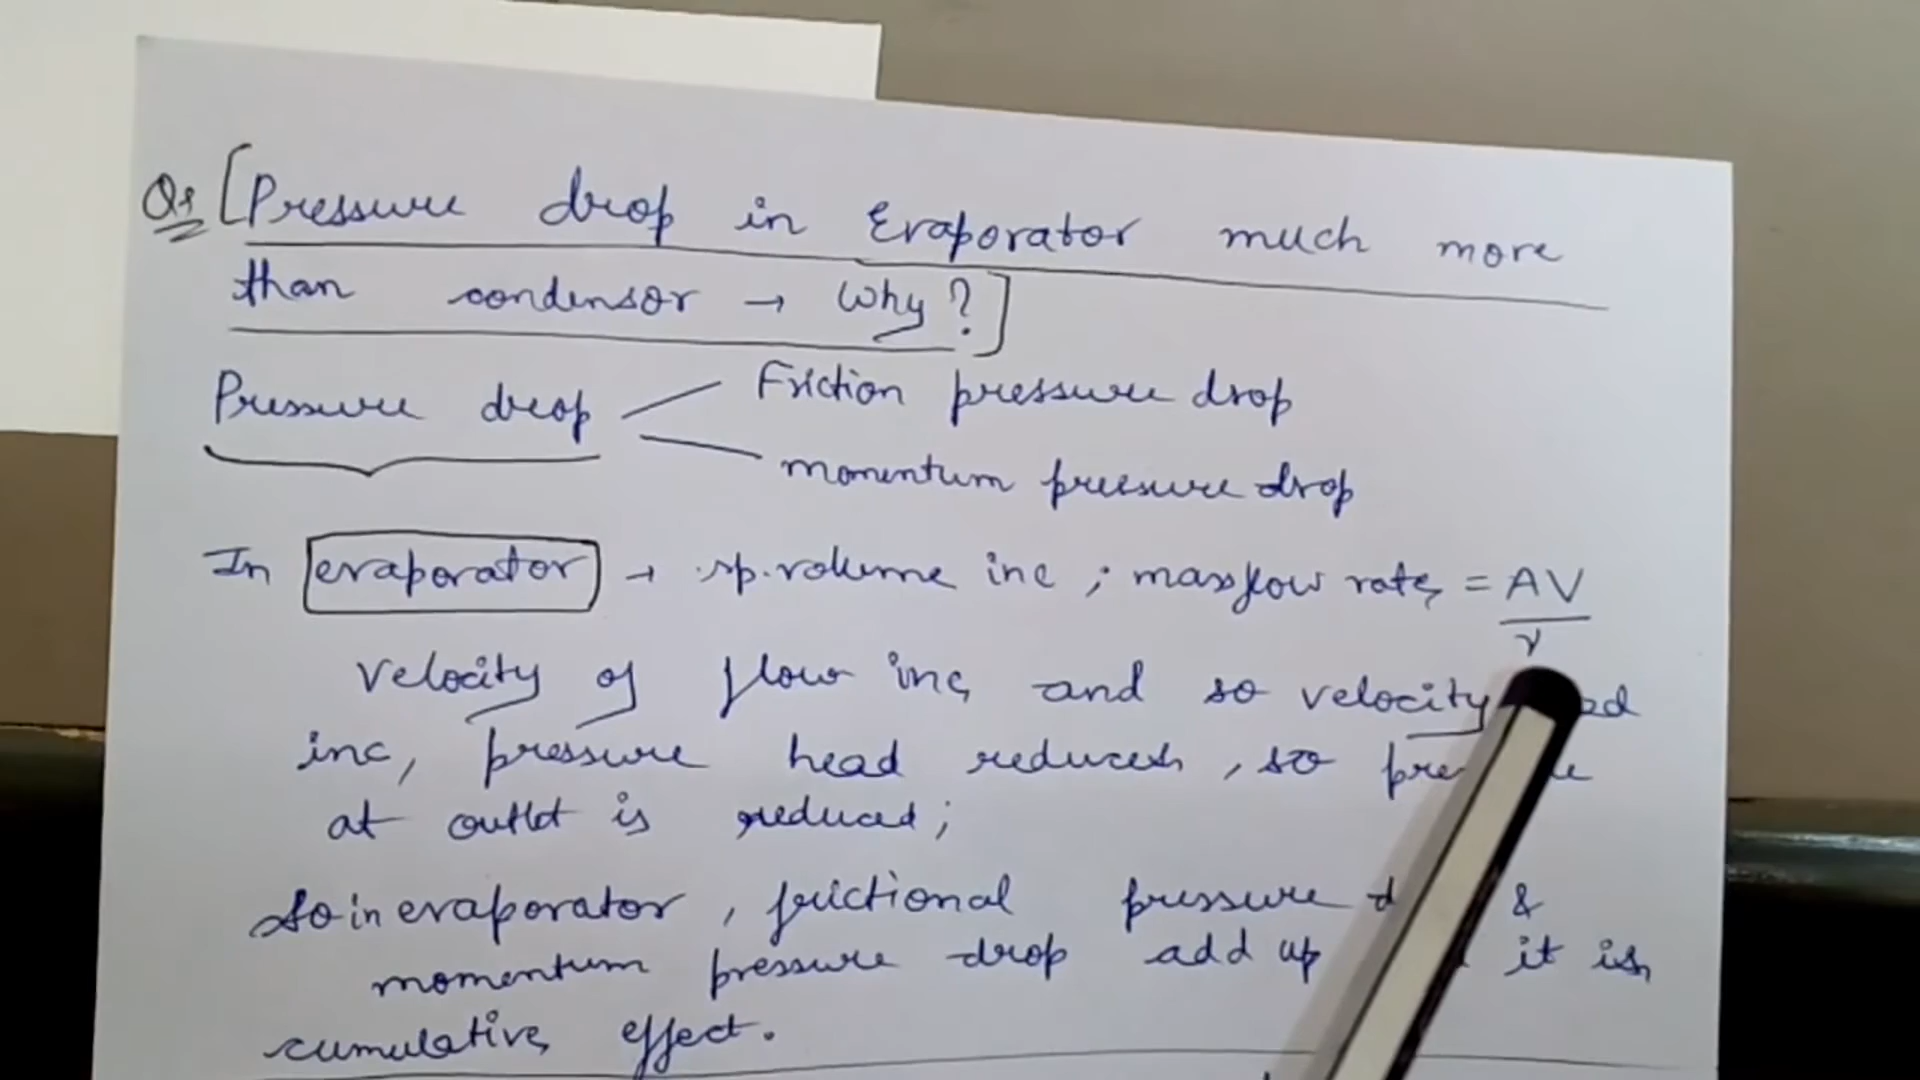 Qs [Pressure drop in Evaporator much more
than condensor → Why?]
Pressure drop
Friction pressure drop
momentum pressure drop
In evaporator → sp. volume inc ; mass flow rate = AV
v
velocity of flow inc, and so velocity
inc, pressure head reduces, so
at outlet is reduced;
So in evaporator, frictional pressure &
momentum pressure drop add up it is
cumulative effect.